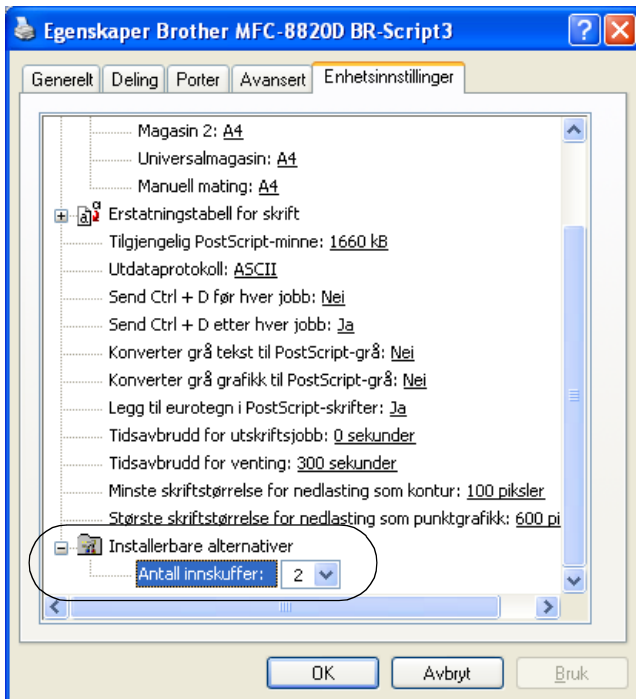 Egenskaper Brother MFC-8820D BR-Script3
Generelt Deling Porter Avansert Enhetsinnstillinger
Magasin 2: A4
Universalmagasin: A4
Manuell mating: A4
Erstatningstabell for skrift
Tilgjengelig PostScript-minne: 1660 kB
Utdataprotokoll: ASCII
Send Ctrl + D før hver jobb: Nei
Send Ctrl + D etter hver jobb: Ja
Konverter grå tekst til PostScript-grå: Nei
Konverter grå grafikk til PostScript-grå: Nei
Legg til eurotegn i PostScript-skrifter: Ja
Tidsavbrudd for utskriftsjobb: 0 sekunder
Tidsavbrudd for venting: 300 sekunder
Minste skriftstørrelse for nedlasting som kontur: 100 piksler
Største skriftstørrelse for nedlasting som punktgrafikk: 600 pi
Installerbare alternativer
Antall innskuffer: 2
OK Avbryt Bruk